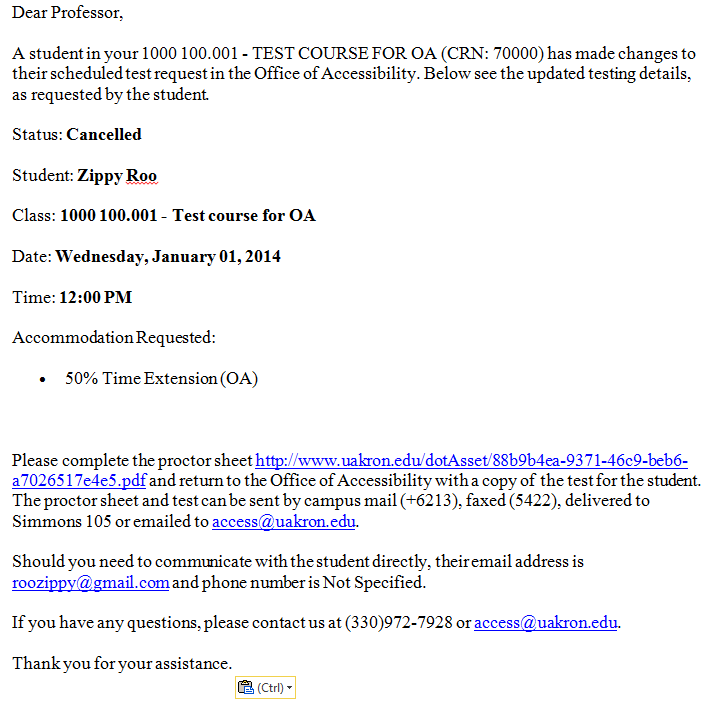 Dear Professor,
A student in your 1000 100.001 - TEST COURSE FOR OA (CRN: 70000) has made changes to
their scheduled test request in the Office of Accessibility. Below see the updated testing details,
as requested by the student.
Status: Cancelled
Student: Zippy Roo
Class: 1000 100.001 - Test course for OA
Date: Wednesday, January 01, 2014
Time: 12:00 PM
Accommodation Requested:
• 50% Time Extension (OA)
Please complete the proctor sheet http://www.uakron.edu/dotAsset/88b9b4ea-9371-46c9-beb6-
a7026517e4e5.pdf and return to the Office of Accessibility with a copy of the test for the student.
The proctor sheet and test can be sent by campus mail (+6213), faxed (5422), delivered to
Simmons 105 or emailed to access@uakron.edu.
Should you need to communicate with the student directly, their email address is
roozippy@gmail.com and phone number is Not Specified.
If you have any questions, please contact us at (330)972-7928 or access@uakron.edu.
Thank you for your assistance.
(Ctrl)